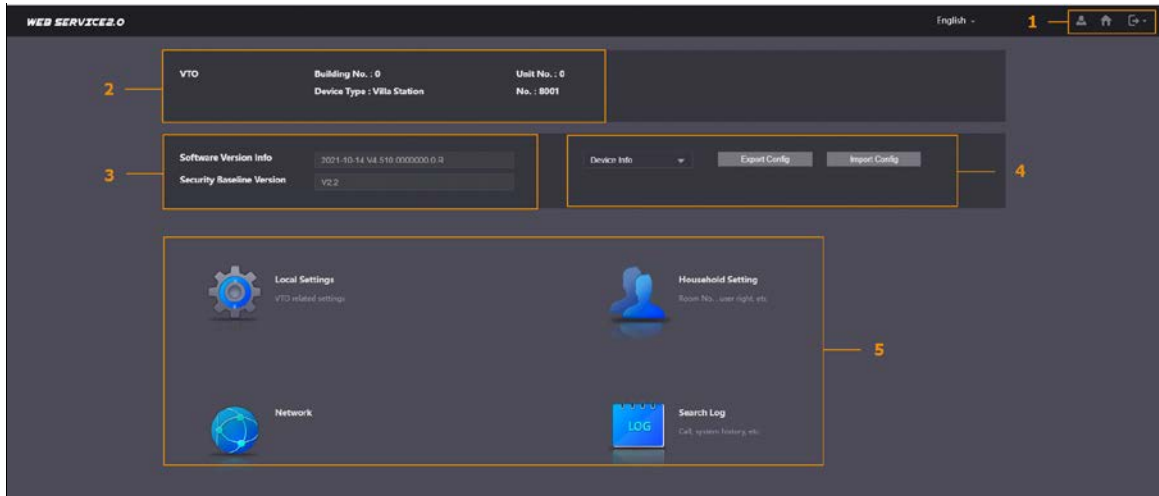 WEB SERVICE2.0
English
1
2
VTO
Building No. : 0
Unit No. : 0
Device Type : Villa Station
No. : 8001
3
Software Version Info
2021-10-14 V4.510.0000000.0.R
Security Baseline Version
V2.2
Device Info
Export Config
Import Config
4
Local Settings
VTO related settings
Household Setting
Room No. , user right, etc.
5
Network
LOG
Search Log
Call, system history, etc.